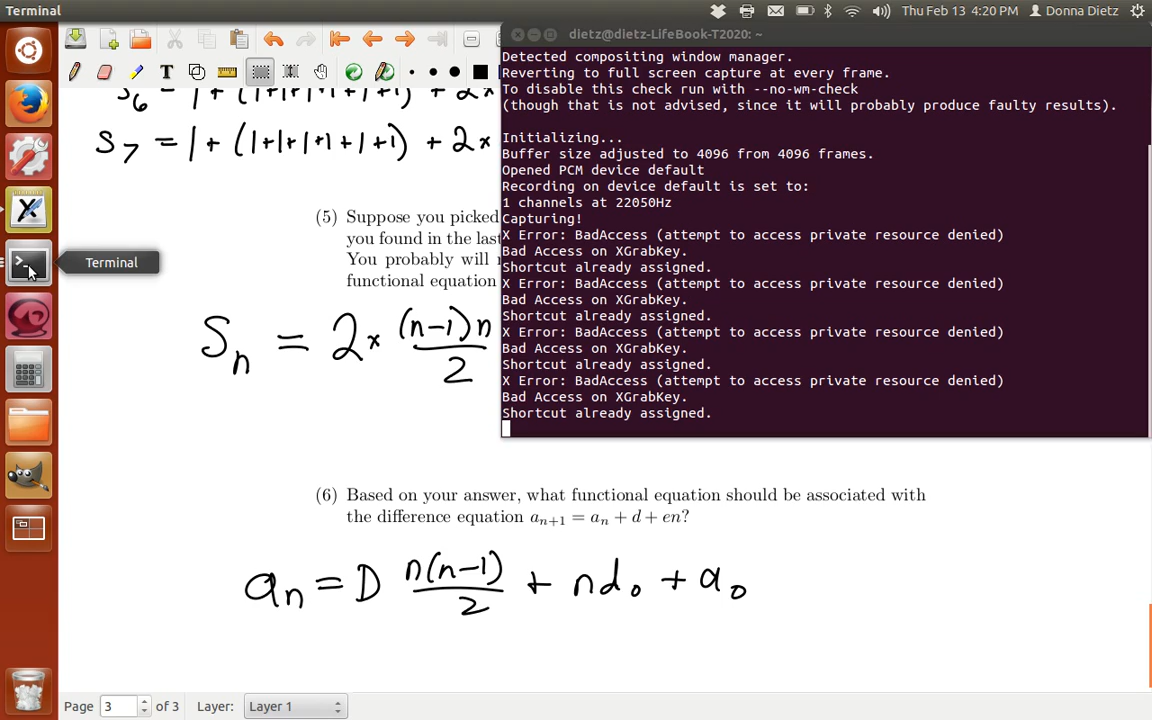 Terminal
Thu Feb 13 4:20 PM
Donna Dietz
dietz@dietz-LifeBook-T2020: ~
Detected compositing window manager.
Reverting to full screen capture at every frame.
To disable this check run with --no-wm-check
(though that is not advised, since it will probably produce faulty results).
Initializing...
Buffer size adjusted to 4096 from 4096 frames.
Opened PCM device default
Recording on device default is set to:
1 channels at 22050Hz
Capturing!
X Error: BadAccess (attempt to access private resource denied)
Bad Access on XGrabKey.
Shortcut already assigned.
X Error: BadAccess (attempt to access private resource denied)
Bad Access on XGrabKey.
Shortcut already assigned.
X Error: BadAccess (attempt to access private resource denied)
Bad Access on XGrabKey.
Shortcut already assigned.
X Error: BadAccess (attempt to access private resource denied)
Bad Access on XGrabKey.
Shortcut already assigned.
S₇ = 1 + (1+1+1+1+1+1) + 2×
(5) Suppose you picked
you found in the last
You probably will
functional equation
Terminal
Sₙ = 2× (n-1)n/2
(6) Based on your answer, what functional equation should be associated with
the difference equation aₙ₊₁ = aₙ + d + en?
aₙ = D n(n-1)/2 + nd₀ + a₀
Page 3 of 3 Layer: Layer 1